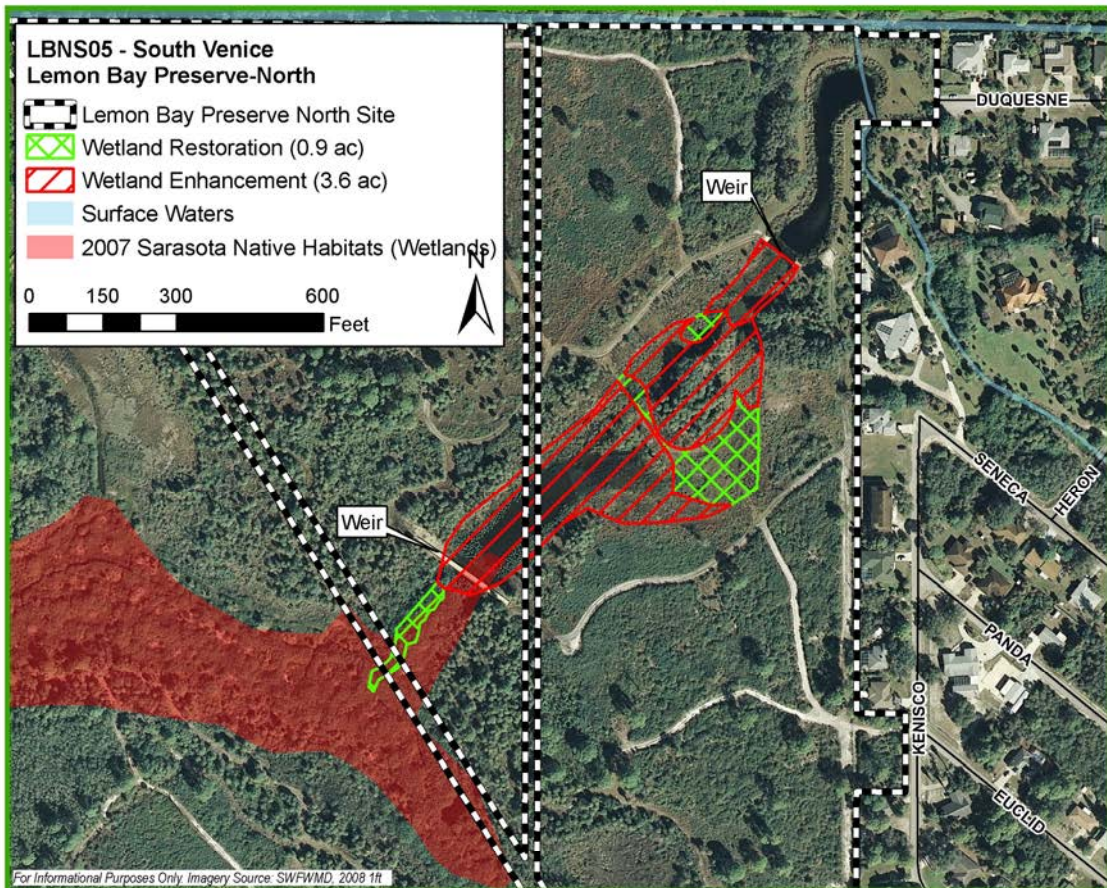 LBNS05 - South Venice
Lemon Bay Preserve-North
Lemon Bay Preserve North Site
Wetland Restoration (0.9 ac)
Wetland Enhancement (3.6 ac)
Surface Waters
2007 Sarasota Native Habitats (Wetlands)
N
0 150 300 600
Feet
DUQUESNE
Weir
SENECA
HERON
Weir
PANDA
KENISCO
EUCLID
For Informational Purposes Only. Imagery Source: SWFWMD, 2008 1ft